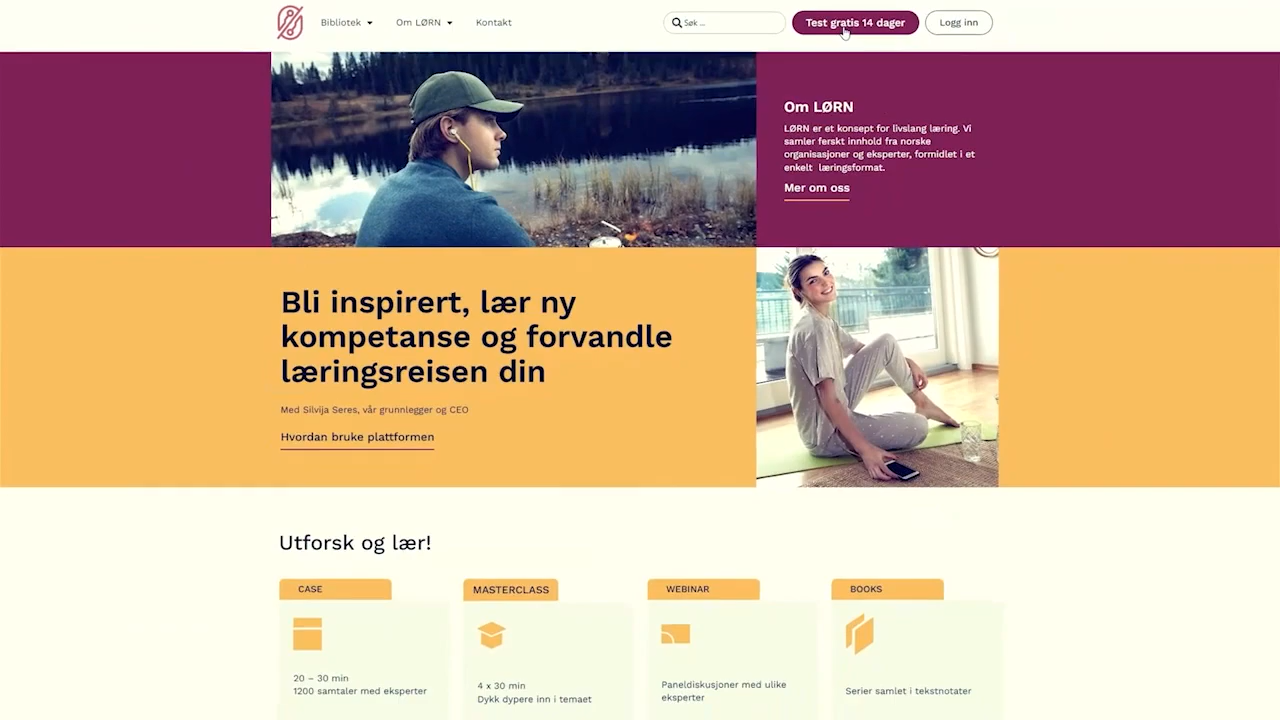 Bibliotek
Om LØRN
Kontakt
Søk ...
Test gratis 14 dager
Logg inn
Om LØRN
LØRN er et konsept for livslang læring. Vi
samler ferskt innhold fra norske
organisasjoner og eksperter, formidlet i et
enkelt læringsformat.
Mer om oss
Bli inspirert, lær ny
kompetanse og forvandle
læringsreisen din
Med Silvija Seres, vår grunnlegger og CEO
Hvordan bruke plattformen
Utforsk og lær!
CASE
20 – 30 min
1200 samtaler med eksperter
MASTERCLASS
4 x 30 min
Dykk dypere inn i temaet
WEBINAR
Paneldiskusjoner med ulike
eksperter
BOOKS
Serier samlet i tekstnotater